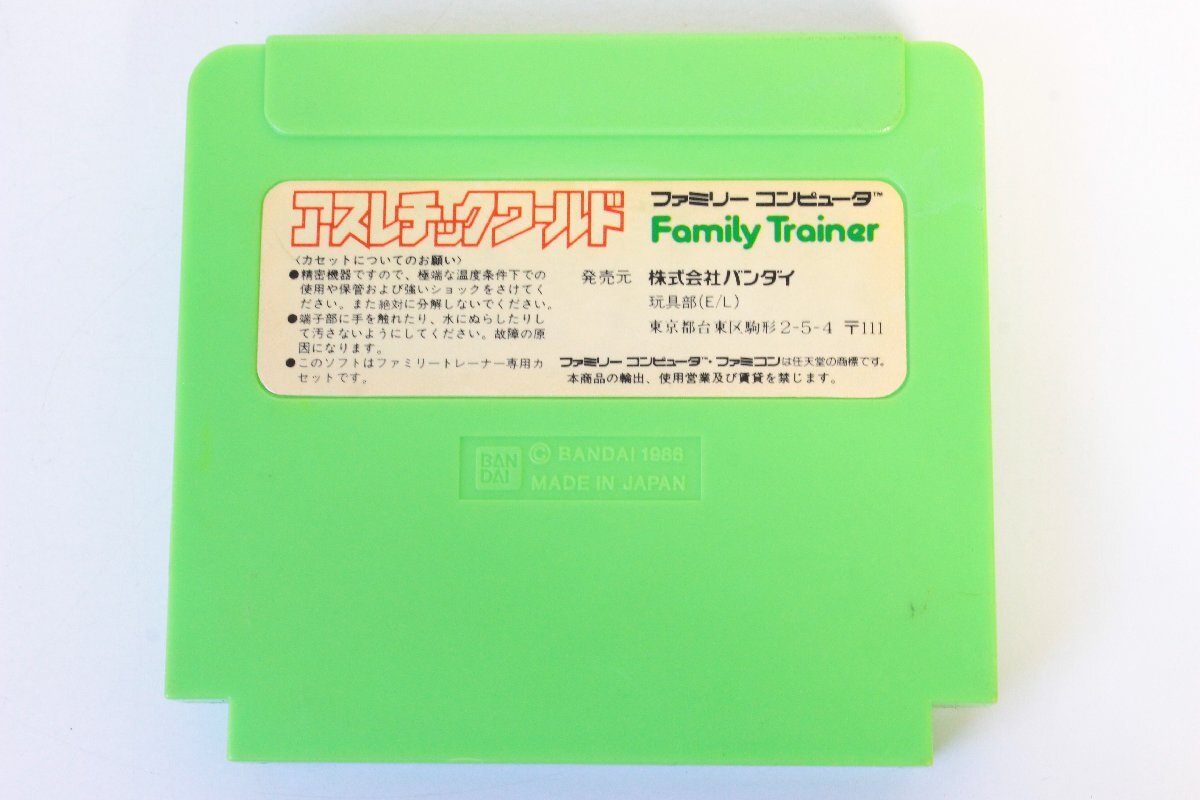 アスレチックワールド
ファミリー コンピュータ™
Family Trainer
〈カセットについてのお願い〉
●精密機器ですので、極端な温度条件下での
使用や保管および強いショックをさけてく
ださい。また絶対に分解しないでください。
●端子部に手を触れたり、水にぬらしたりし
て汚さないようにしてください。故障の原
因になります。
●このソフトはファミリートレーナー専用カ
セットです。
発売元 株式会社バンダイ
玩具部(E/L)
東京都台東区駒形2-5-4 〒111
ファミリー コンピュータ™・ファミコンは任天堂の商標です。
本商品の輸出、使用営業及び賃貸を禁じます。
BAN
DAI
© BANDAI 1986
MADE IN JAPAN